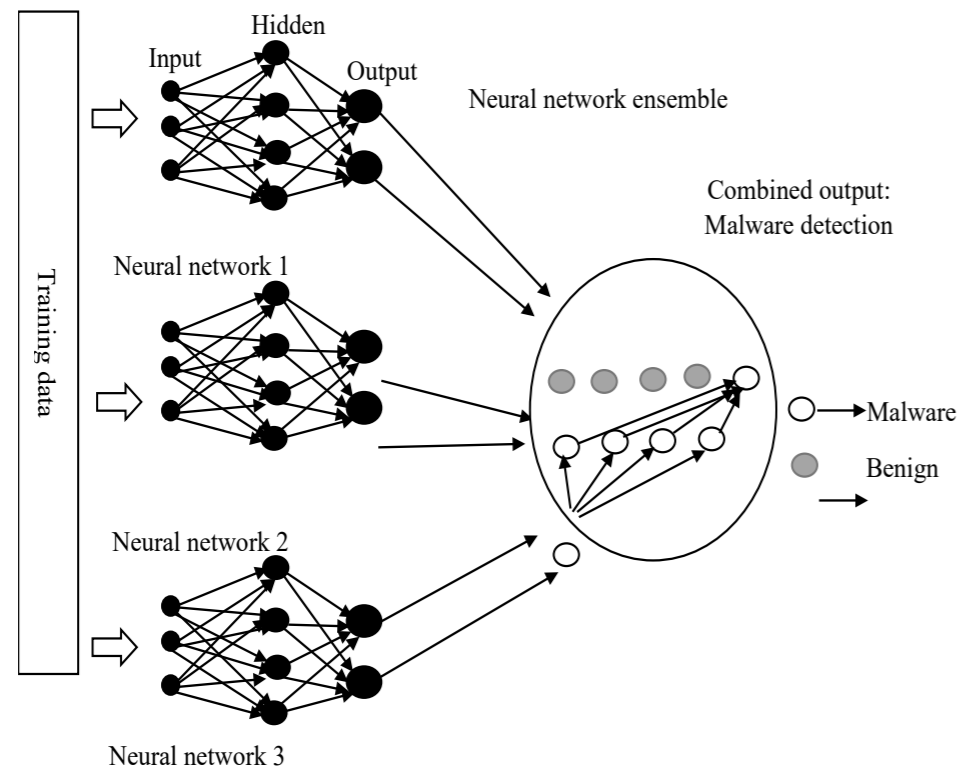 Training data
Input
Hidden
Output
Neural network ensemble
Combined output:
Malware detection
Neural network 1
Malware
Benign
Neural network 2
Neural network 3